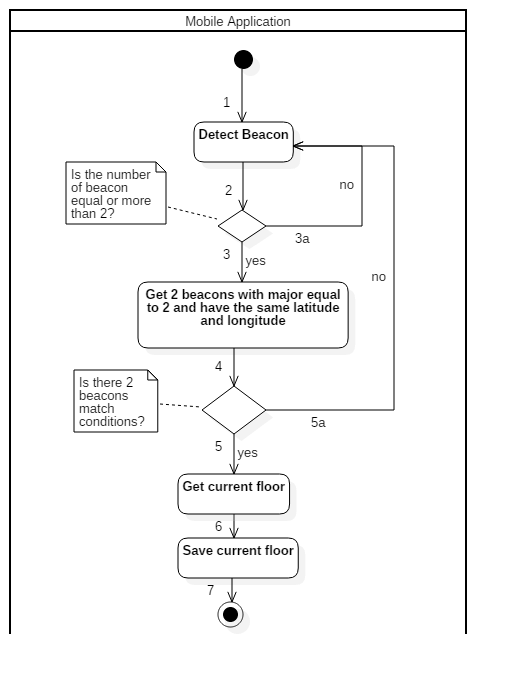 Mobile Application
1
Detect Beacon
Is the number
of beacon
equal or more
than 2?
2
no
3a
3
yes
no
Get 2 beacons with major equal
to 2 and have the same latitude
and longitude
4
Is there 2
beacons
match
conditions?
5a
5
yes
Get current floor
6
Save current floor
7